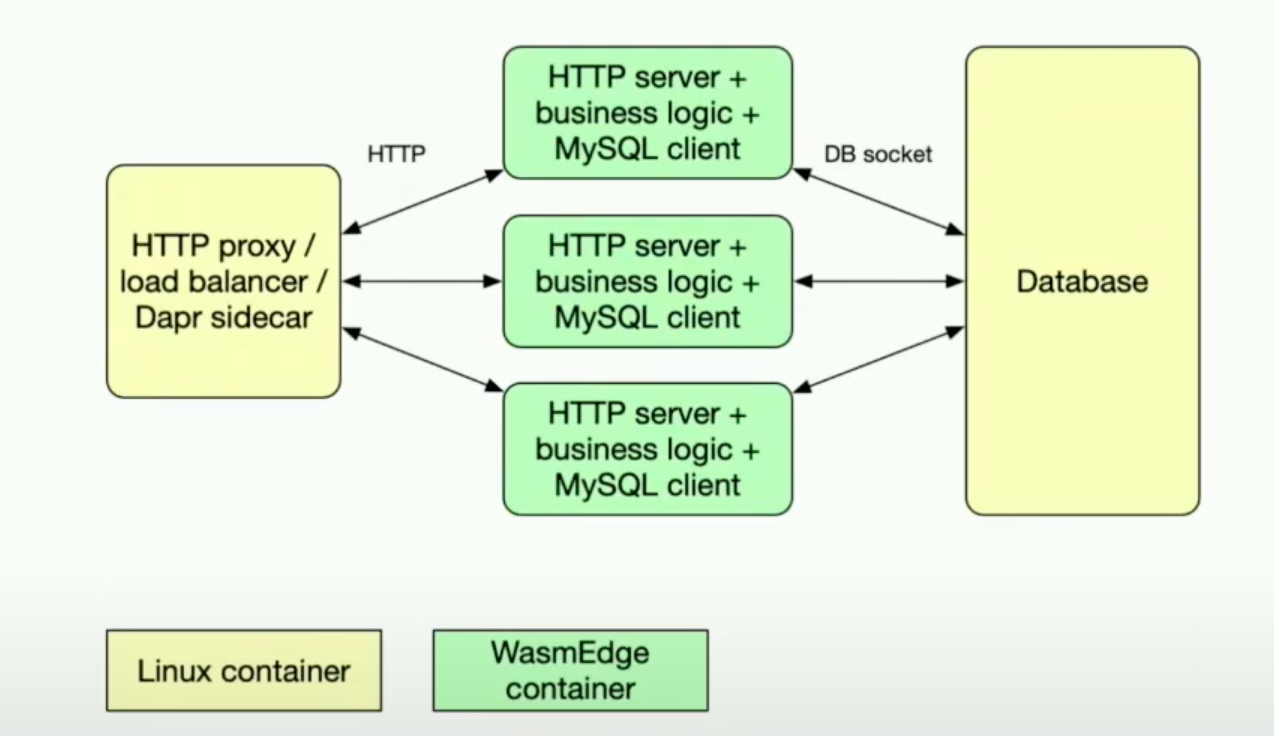 HTTP
HTTP proxy /
load balancer /
Dapr sidecar
HTTP server +
business logic +
MySQL client
HTTP server +
business logic +
MySQL client
HTTP server +
business logic +
MySQL client
DB socket
Database
Linux container
WasmEdge
container